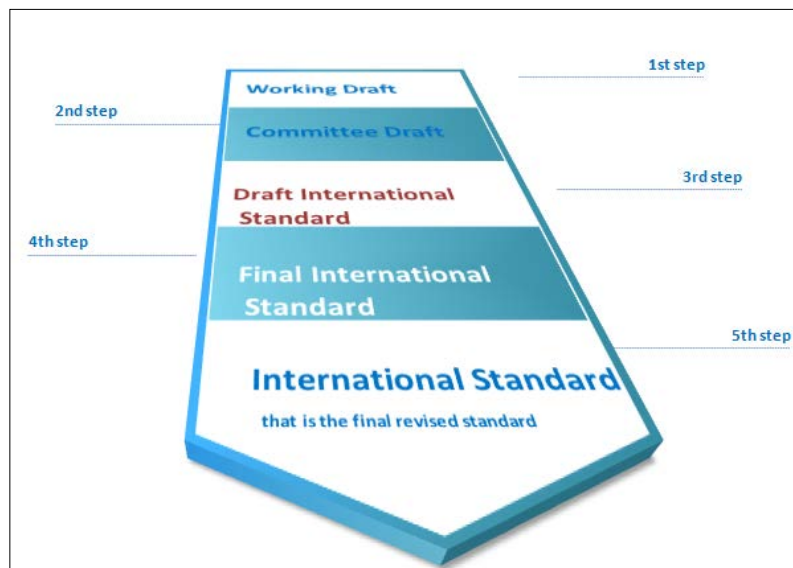 1st step
Working Draft
2nd step
Committee Draft
3rd step
Draft International
Standard
4th step
Final International
Standard
5th step
International Standard
that is the final revised standard